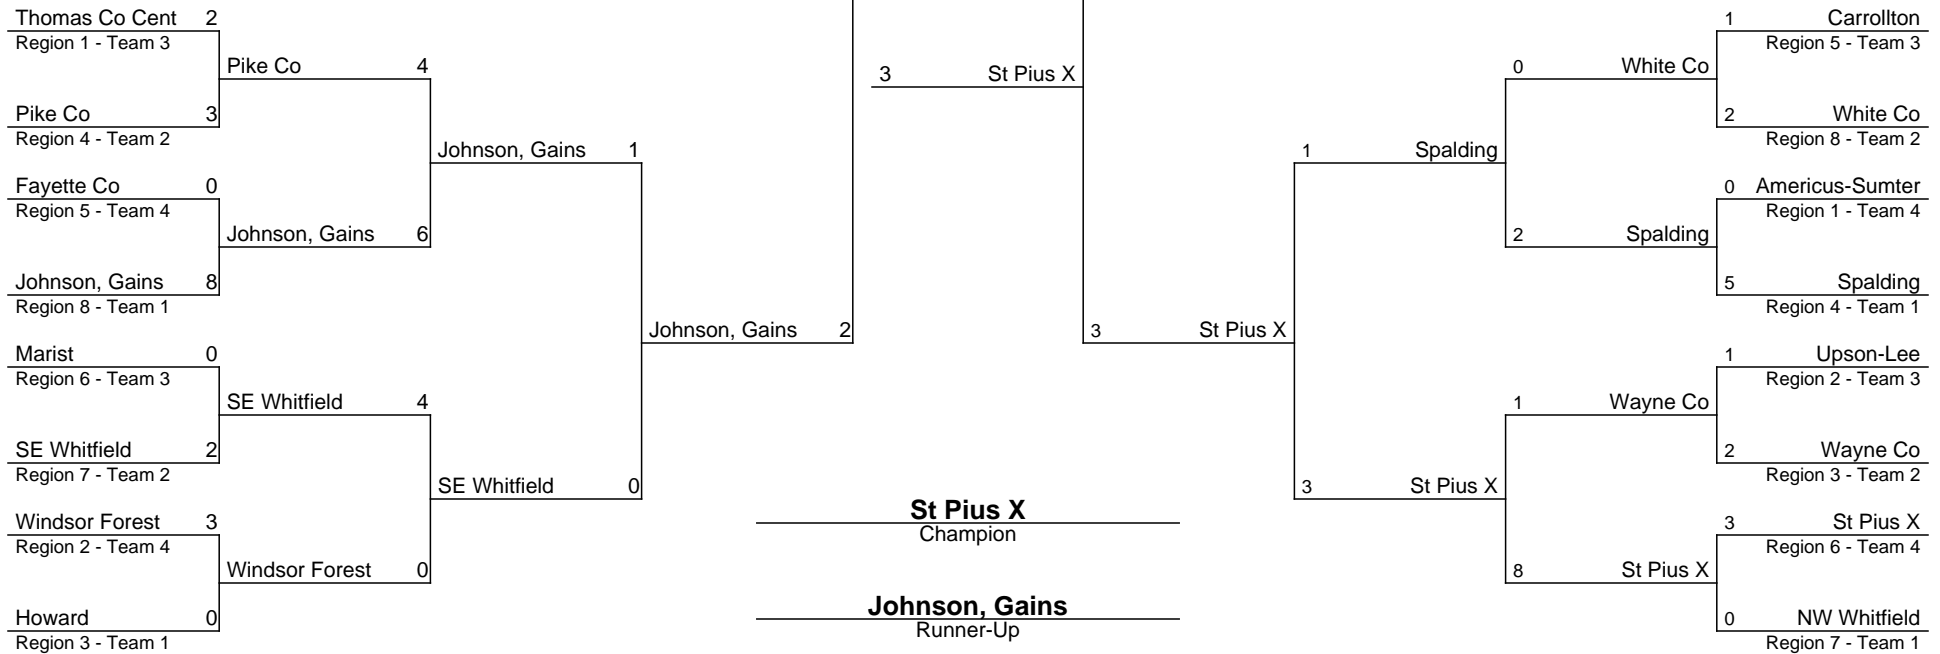 Thomas Co Cent 2
Region 1 - Team 3
Pike Co 4
Pike Co 3
Region 4 - Team 2
Johnson, Gains 1
Fayette Co 0
Region 5 - Team 4
Johnson, Gains 6
Johnson, Gains 8
Region 8 - Team 1
Johnson, Gains 2
Marist 0
Region 6 - Team 3
SE Whitfield 4
SE Whitfield 2
Region 7 - Team 2
SE Whitfield 0
Windsor Forest 3
Region 2 - Team 4
Windsor Forest 0
Howard 0
Region 3 - Team 1
3 St Pius X
St Pius X
Champion
Johnson, Gains
Runner-Up
3 St Pius X
1 Carrollton
Region 5 - Team 3
0 White Co
2 White Co
Region 8 - Team 2
1 Spalding
0 Americus-Sumter
Region 1 - Team 4
2 Spalding
5 Spalding
Region 4 - Team 1
1 Upson-Lee
Region 2 - Team 3
1 Wayne Co
2 Wayne Co
Region 3 - Team 2
3 St Pius X
3 St Pius X
Region 6 - Team 4
8 St Pius X
0 NW Whitfield
Region 7 - Team 1